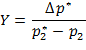 Y = Δp* / (p₂* − p₂)